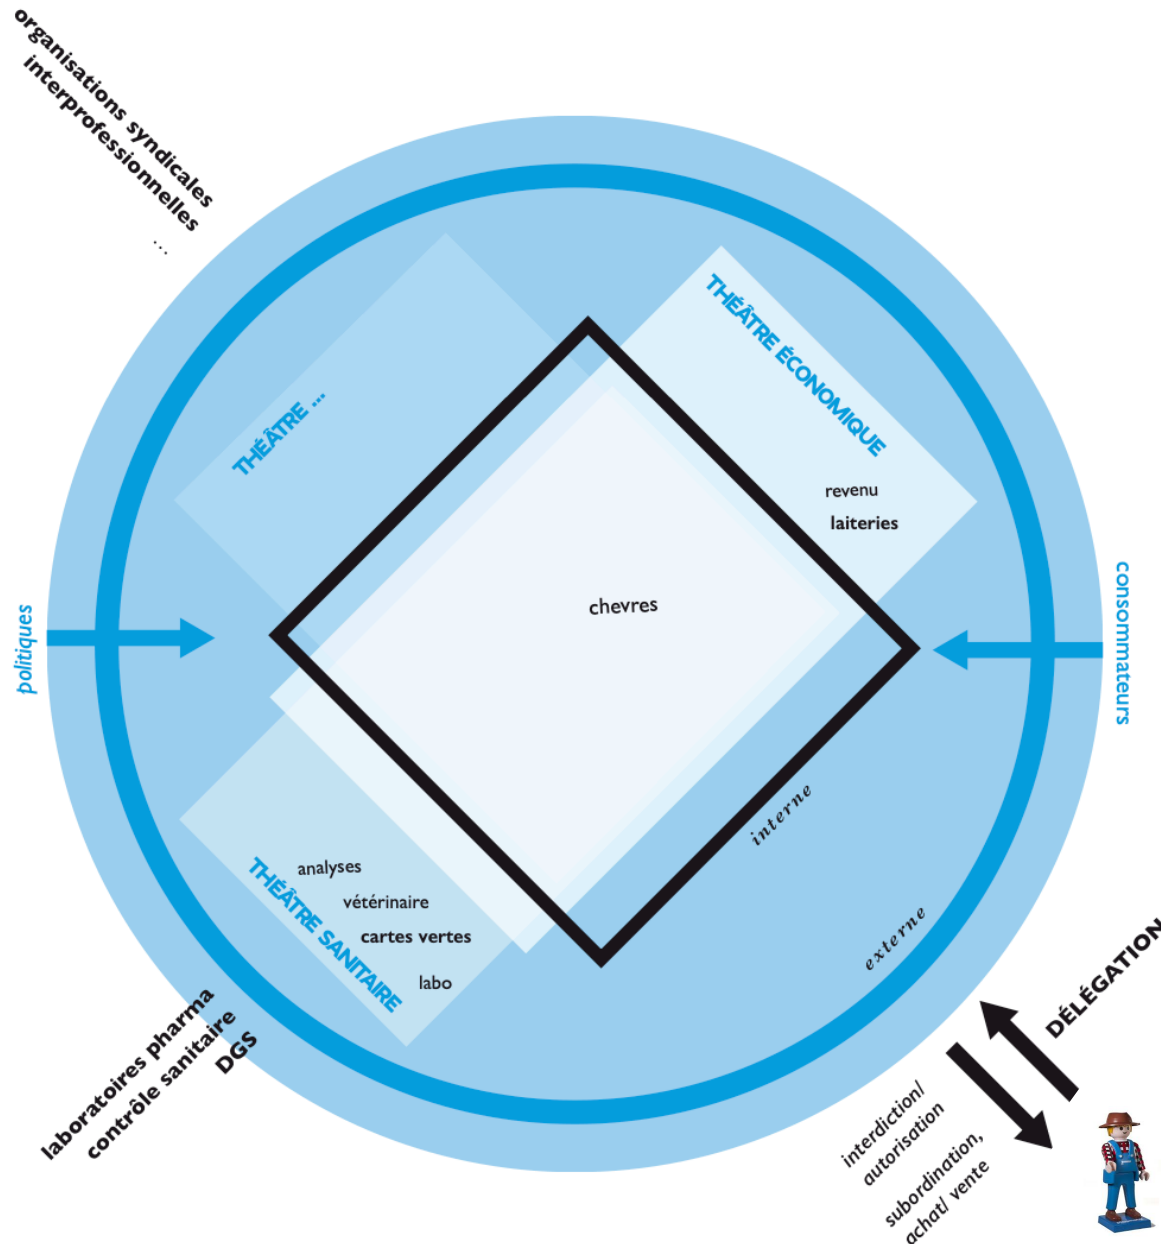 organisations syndicales
interprofessionnelles
...
THÉÂTRE ...
THÉÂTRE ÉCONOMIQUE
revenu
laiteries
chevres
politiques
consommateurs
interne
externe
THÉÂTRE SANITAIRE
analyses
vétérinaire
cartes vertes
labo
laboratoires pharma
contrôle sanitaire
DGS
DÉLÉGATION
interdiction/
autorisation
subordination,
achat/ vente